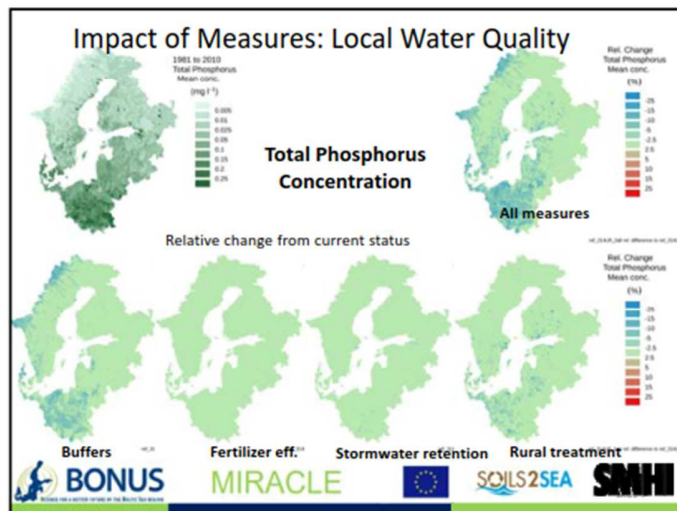 Impact of Measures: Local Water Quality
1981 to 2010
Total Phosphorus
Mean conc.
(mg l⁻¹)
0.005
0.01
0.025
0.05
0.1
0.15
0.2
0.25
Total Phosphorus
Concentration
Rel. Change
Total Phosphorus
Mean conc.
(%)
-25
-15
-10
-5
-2.5
2.5
5
10
15
25
All measures
Relative change from current status
Rel. Change
Total Phosphorus
Mean conc.
(%)
-25
-15
-10
-5
-2.5
2.5
5
10
15
25
Buffers
Fertilizer eff.
Stormwater retention
Rural treatment
BONUS
MIRACLE
SOILS2SEA
SMHI